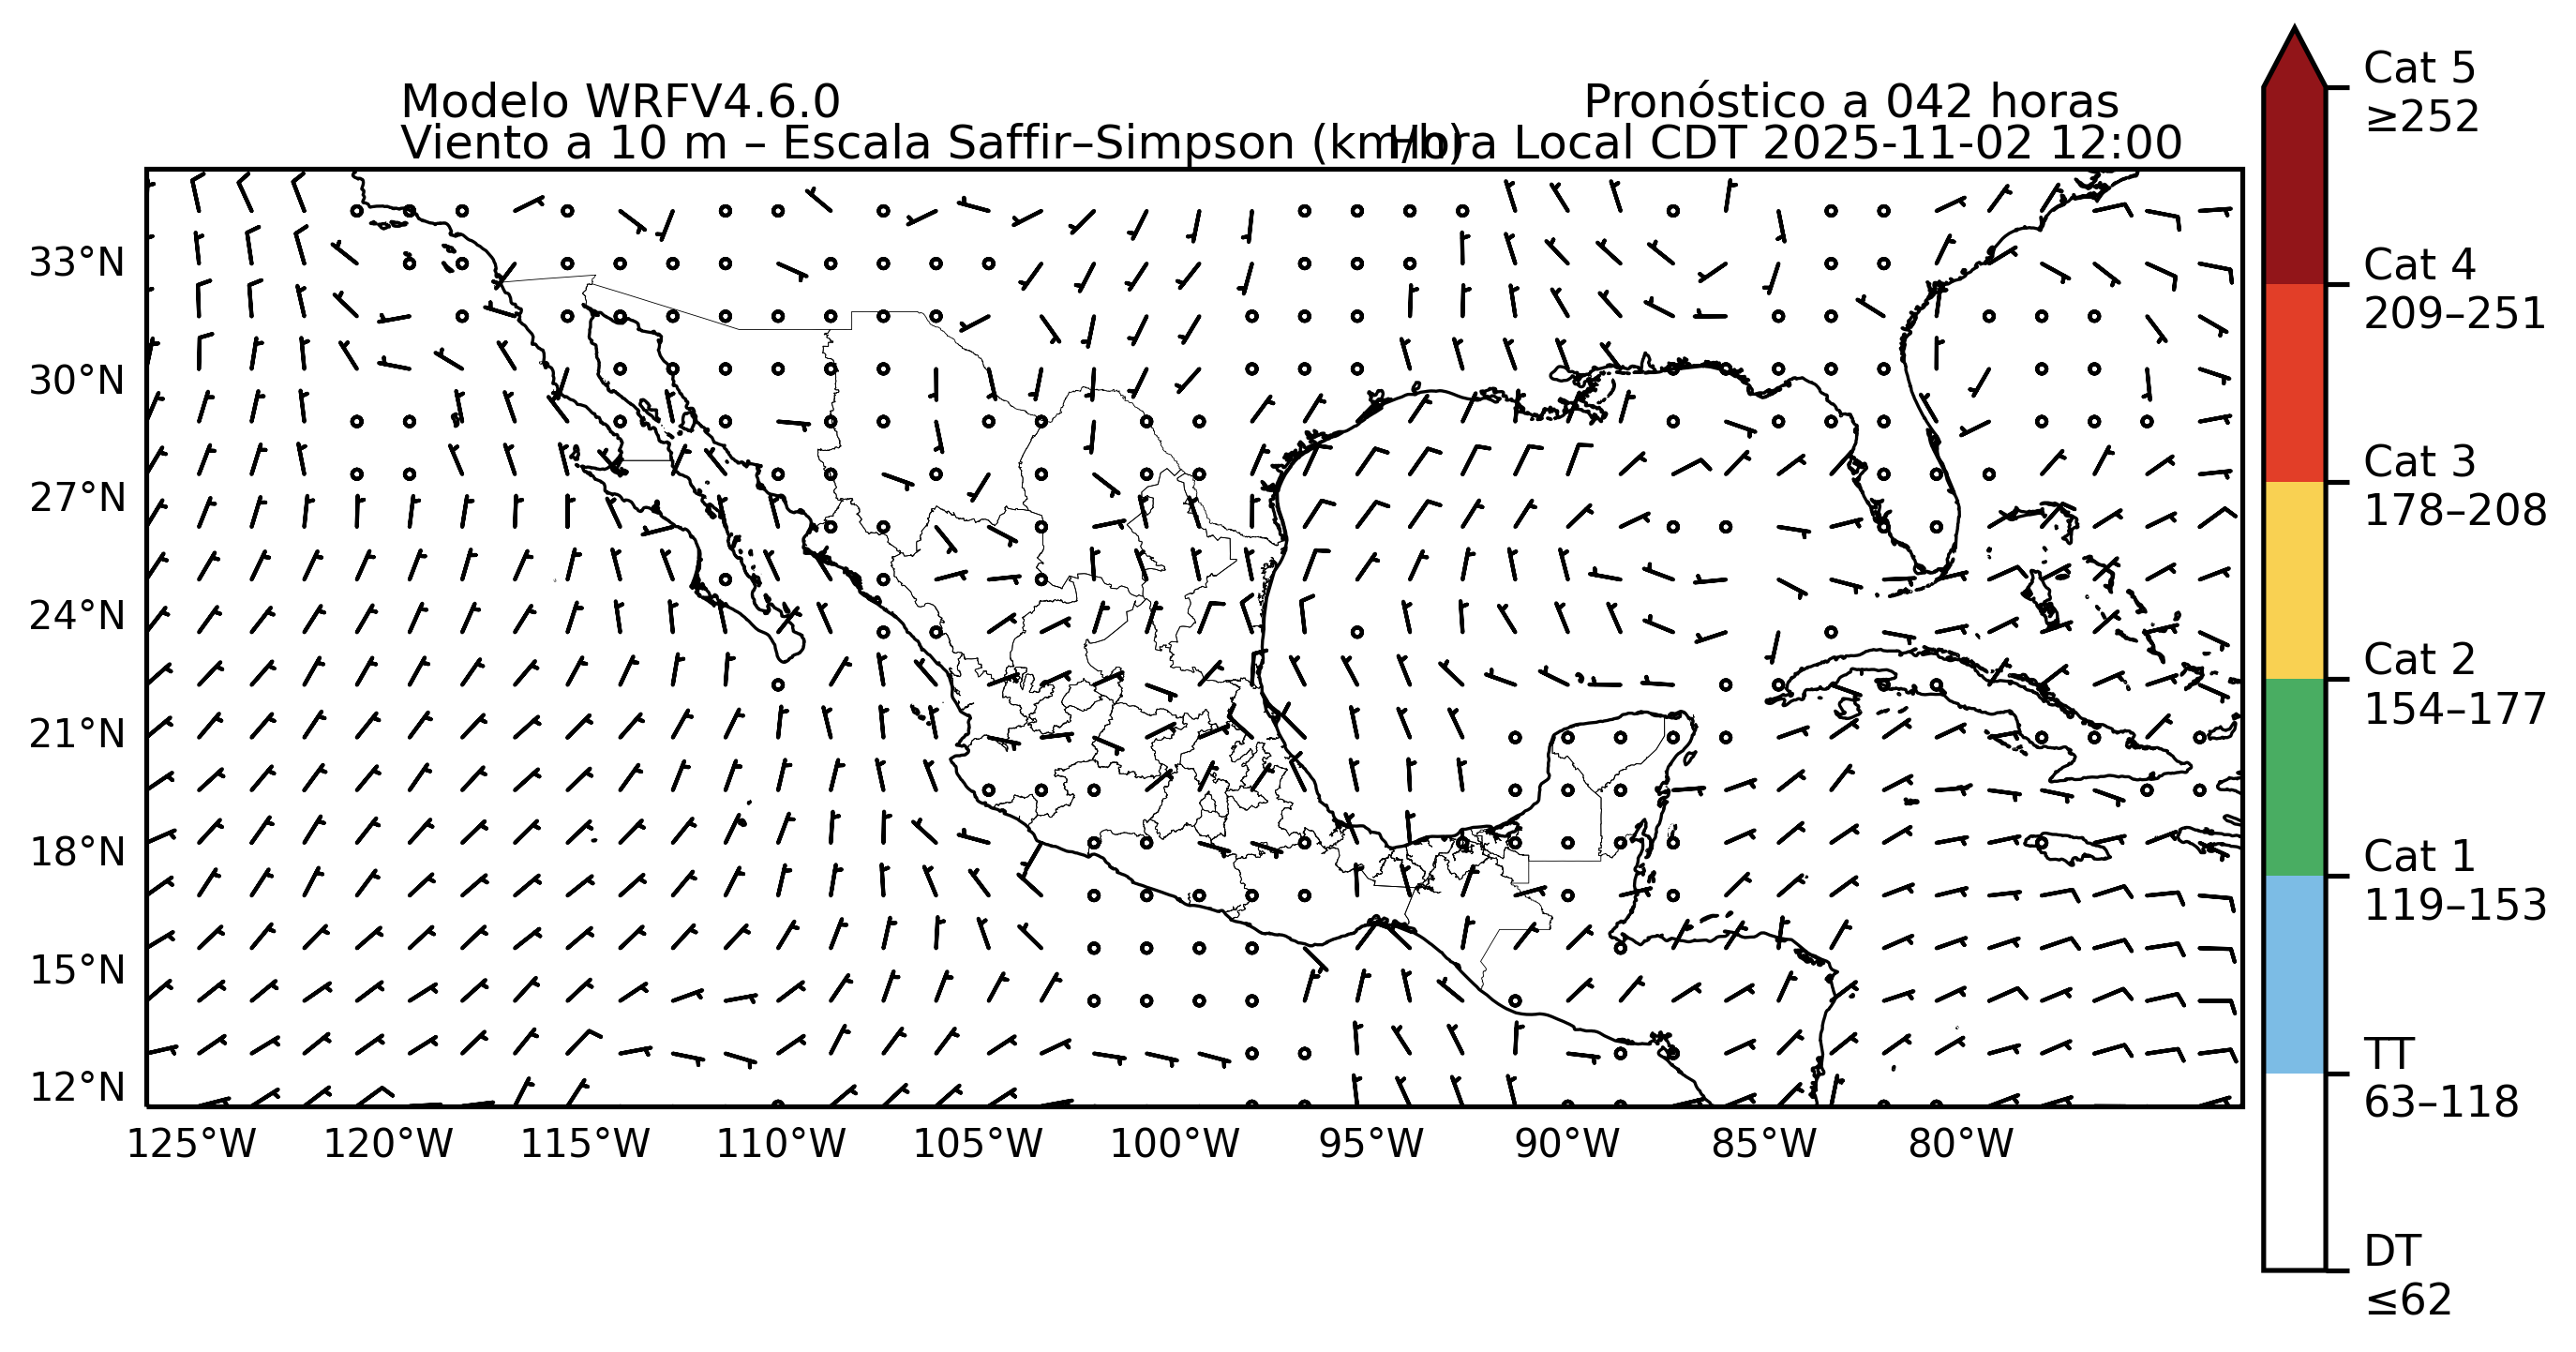 Modelo WRFV4.6.0
Pronóstico a 042 horas
Viento a 10 m – Escala Saffir–Simpson (km/h)
Hora Local CDT 2025-11-02 12:00
33°N
30°N
27°N
24°N
21°N
18°N
15°N
12°N
125°W
120°W
115°W
110°W
105°W
100°W
95°W
90°W
85°W
80°W
Cat 5
≥252
Cat 4
209–251
Cat 3
178–208
Cat 2
154–177
Cat 1
119–153
TT
63–118
DT
≤62